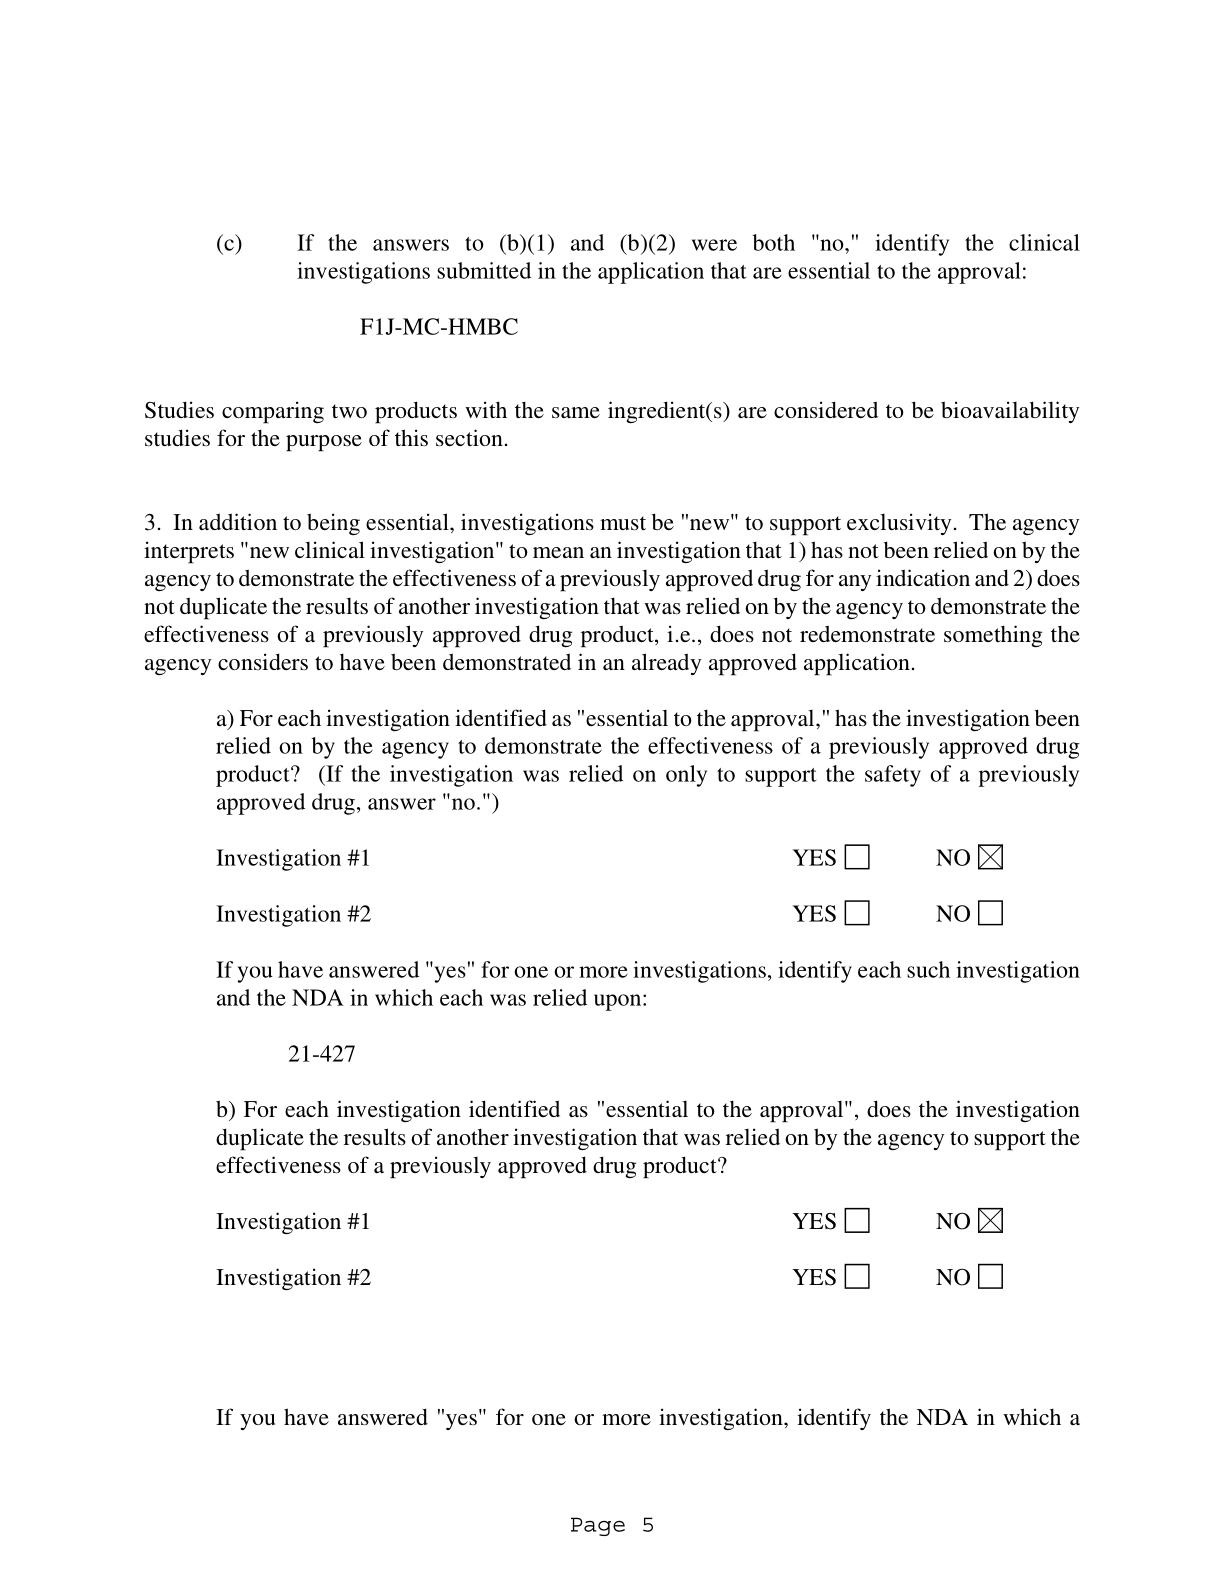 (c) If the answers to (b)(1) and (b)(2) were both "no," identify the clinical
investigations submitted in the application that are essential to the approval:
F1J-MC-HMBC
Studies comparing two products with the same ingredient(s) are considered to be bioavailability
studies for the purpose of this section.
3. In addition to being essential, investigations must be "new" to support exclusivity. The agency
interprets "new clinical investigation" to mean an investigation that 1) has not been relied on by the
agency to demonstrate the effectiveness of a previously approved drug for any indication and 2) does
not duplicate the results of another investigation that was relied on by the agency to demonstrate the
effectiveness of a previously approved drug product, i.e., does not redemonstrate something the
agency considers to have been demonstrated in an already approved application.
a) For each investigation identified as "essential to the approval," has the investigation been
relied on by the agency to demonstrate the effectiveness of a previously approved drug
product? (If the investigation was relied on only to support the safety of a previously
approved drug, answer "no.")
Investigation #1 YES ☐ NO ☒
Investigation #2 YES ☐ NO ☐
If you have answered "yes" for one or more investigations, identify each such investigation
and the NDA in which each was relied upon:
21-427
b) For each investigation identified as "essential to the approval", does the investigation
duplicate the results of another investigation that was relied on by the agency to support the
effectiveness of a previously approved drug product?
Investigation #1 YES ☐ NO ☒
Investigation #2 YES ☐ NO ☐
If you have answered "yes" for one or more investigation, identify the NDA in which a
Page 5